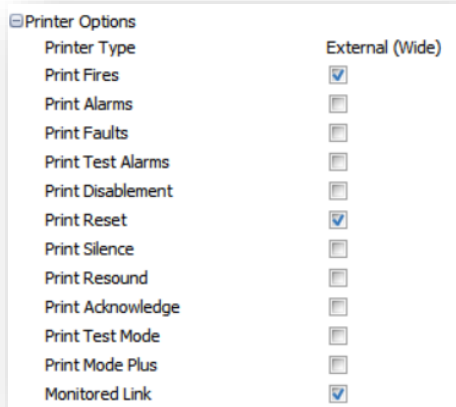 Printer Options
Printer Type External (Wide)
Print Fires
Print Alarms
Print Faults
Print Test Alarms
Print Disablement
Print Reset
Print Silence
Print Resound
Print Acknowledge
Print Test Mode
Print Mode Plus
Monitored Link